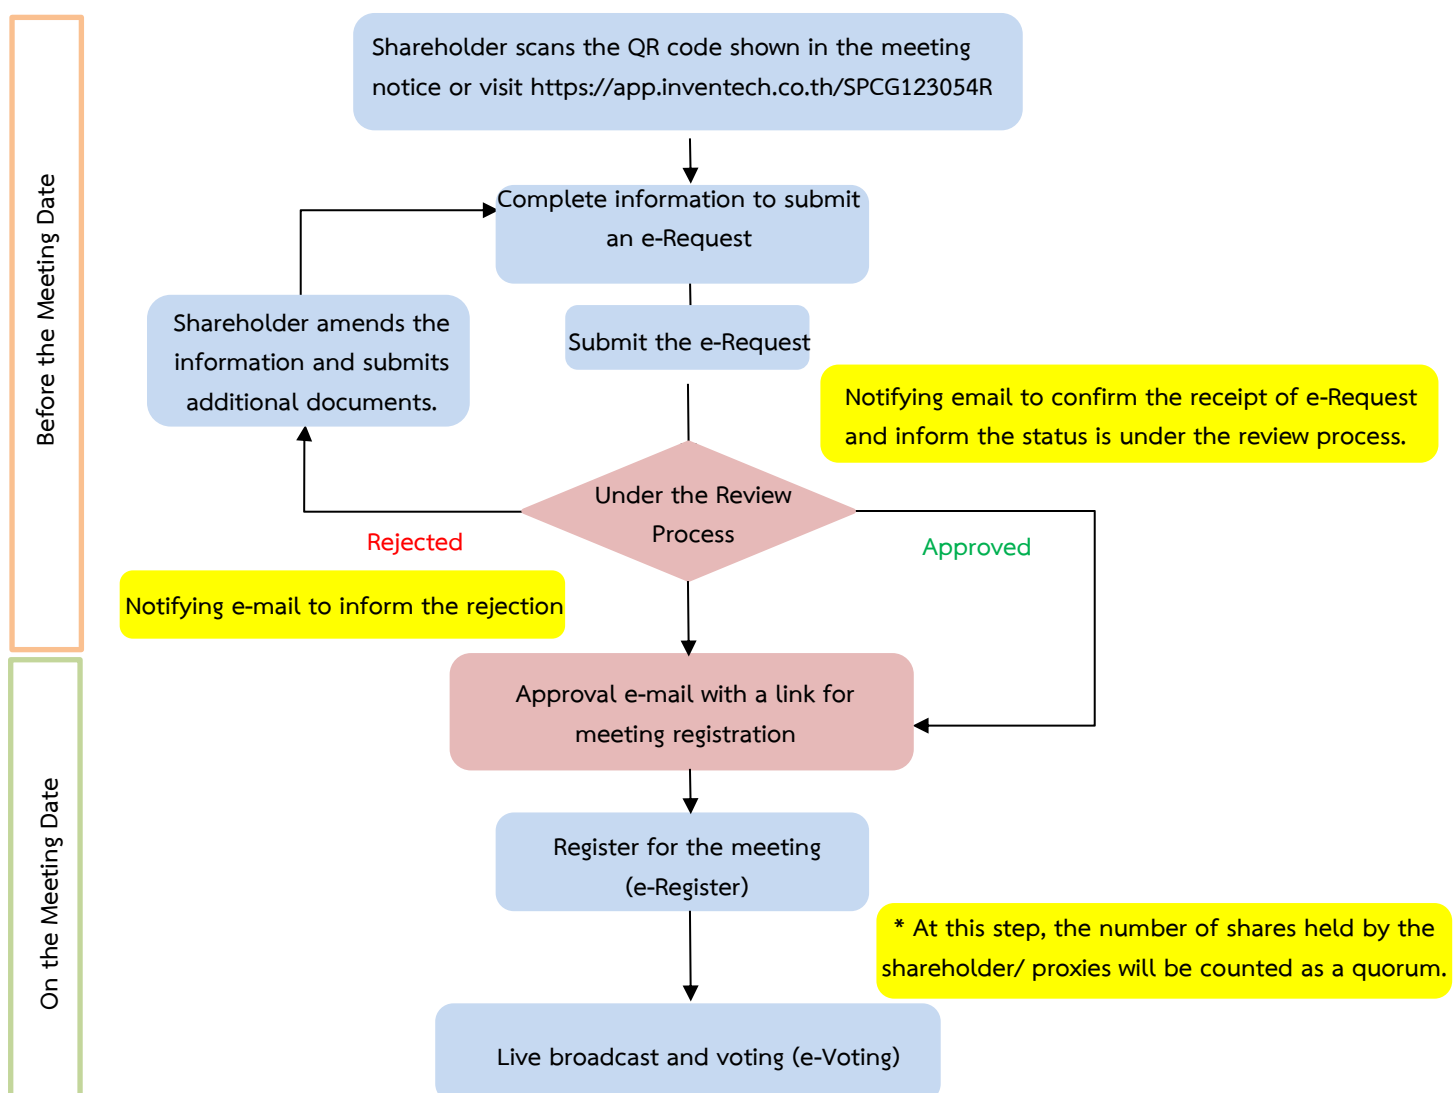 Before the Meeting Date
Shareholder scans the QR code shown in the meeting
notice or visit https://app.inventech.co.th/SPCG123054R
Complete information to submit
an e-Request
Shareholder amends the
information and submits
additional documents.
Submit the e-Request
Notifying email to confirm the receipt of e-Request
and inform the status is under the review process.
Under the Review
Process
Rejected
Approved
Notifying e-mail to inform the rejection
On the Meeting Date
Approval e-mail with a link for
meeting registration
Register for the meeting
(e-Register)
* At this step, the number of shares held by the
shareholder/ proxies will be counted as a quorum.
Live broadcast and voting (e-Voting)